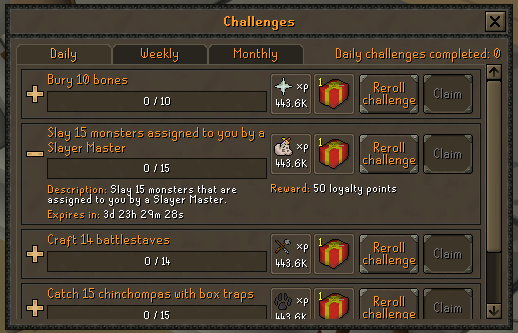 Challenges
Daily
Weekly
Monthly
Daily challenges completed: 0
Bury 10 bones
0 / 10
xp
443.6K
1
Reroll
challenge
Claim
Slay 15 monsters assigned to you by a
Slayer Master
0 / 15
xp
443.6K
1
Reroll
challenge
Claim
Description: Slay 15 monsters that are
assigned to you by a Slayer Master.
Expires in: 3d 23h 29m 28s
Reward: 50 loyalty points
Craft 14 battlestaves
0 / 14
xp
443.6K
1
Reroll
challenge
Claim
Catch 15 chinchompas with box traps
0 / 15
xp
443.6K
1
Reroll
challenge
Claim